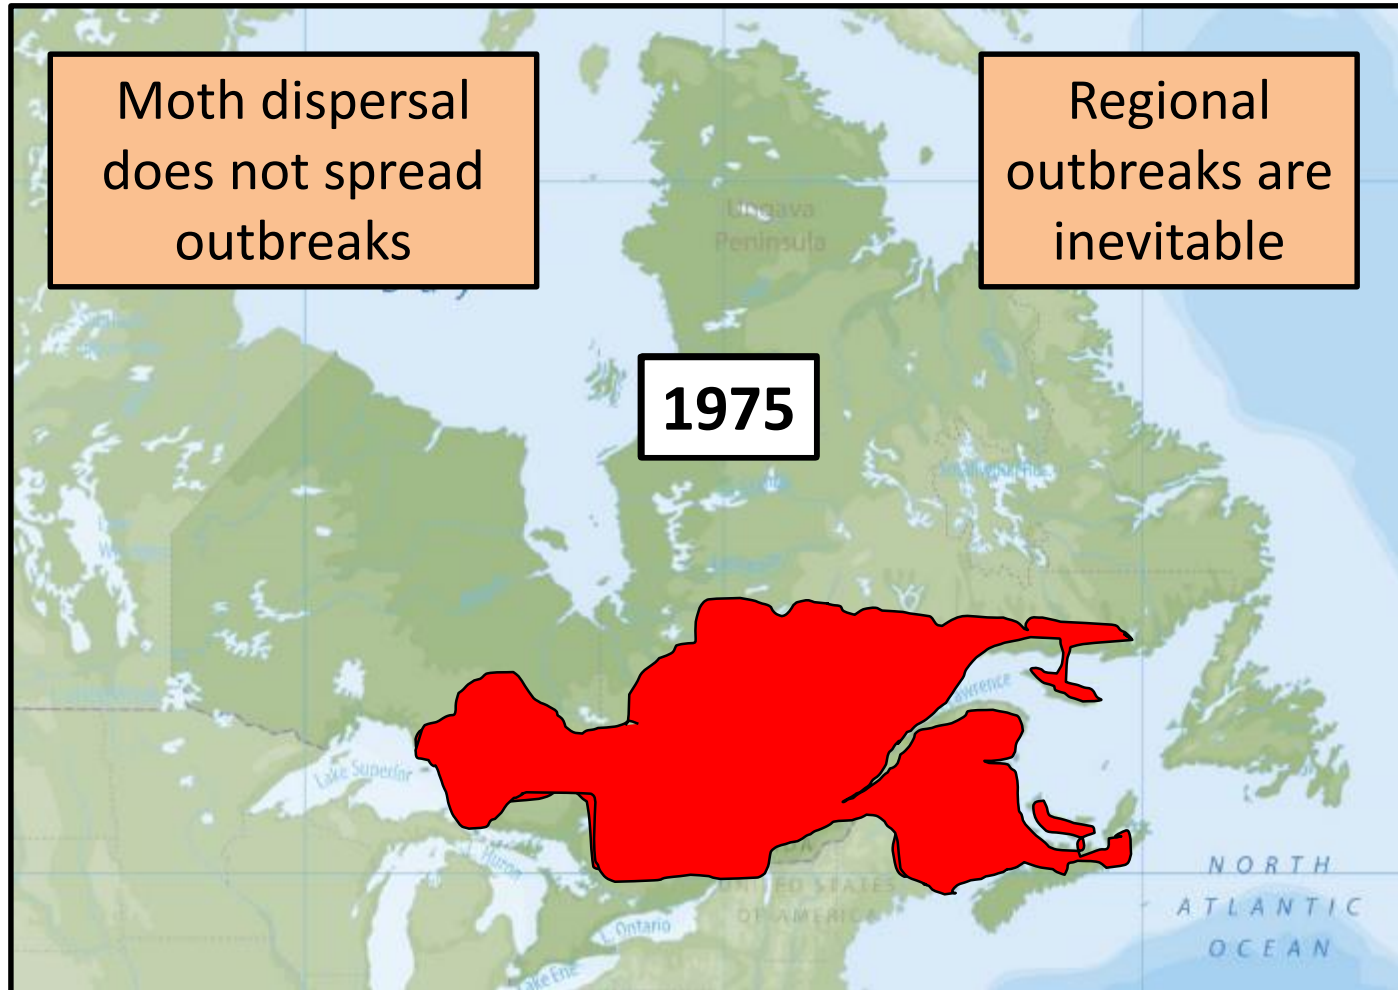 Moth dispersal
does not spread
outbreaks
Regional
outbreaks are
inevitable
Ungava
Peninsula
1975
Lake Superior
L. Huron
L. Ontario
Lake Erie
Lawrence
UNITED STATES
OF AMERICA
NORTH
ATLANTIC
OCEAN